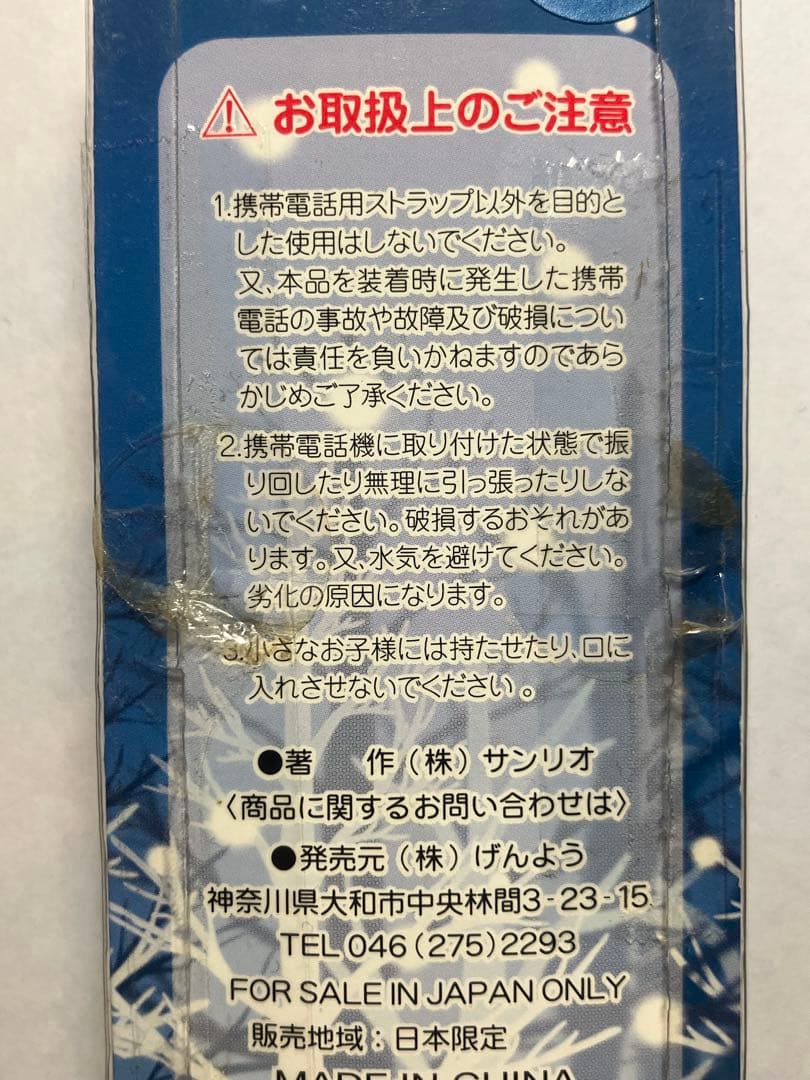 お取扱上のご注意
1.携帯電話用ストラップ以外を目的と
した使用はしないでください。
又、本品を装着時に発生した携帯
電話の事故や故障及び破損につい
ては責任を負いかねますのであら
かじめご了承ください。
2.携帯電話機に取り付けた状態で振
り回したり無理に引っ張ったりしな
いでください。破損するおそれがあ
ります。又、水気を避けてください。
劣化の原因になります。
3.小さなお子様には持たせたり、口に
入れさせないでください。
●著 作(株)サンリオ
〈商品に関するお問い合わせは〉
●発売元(株)げんよう
神奈川県大和市中央林間3-23-15
TEL 046(275)2293
FOR SALE IN JAPAN ONLY
販売地域:日本限定
MADE IN CHINA